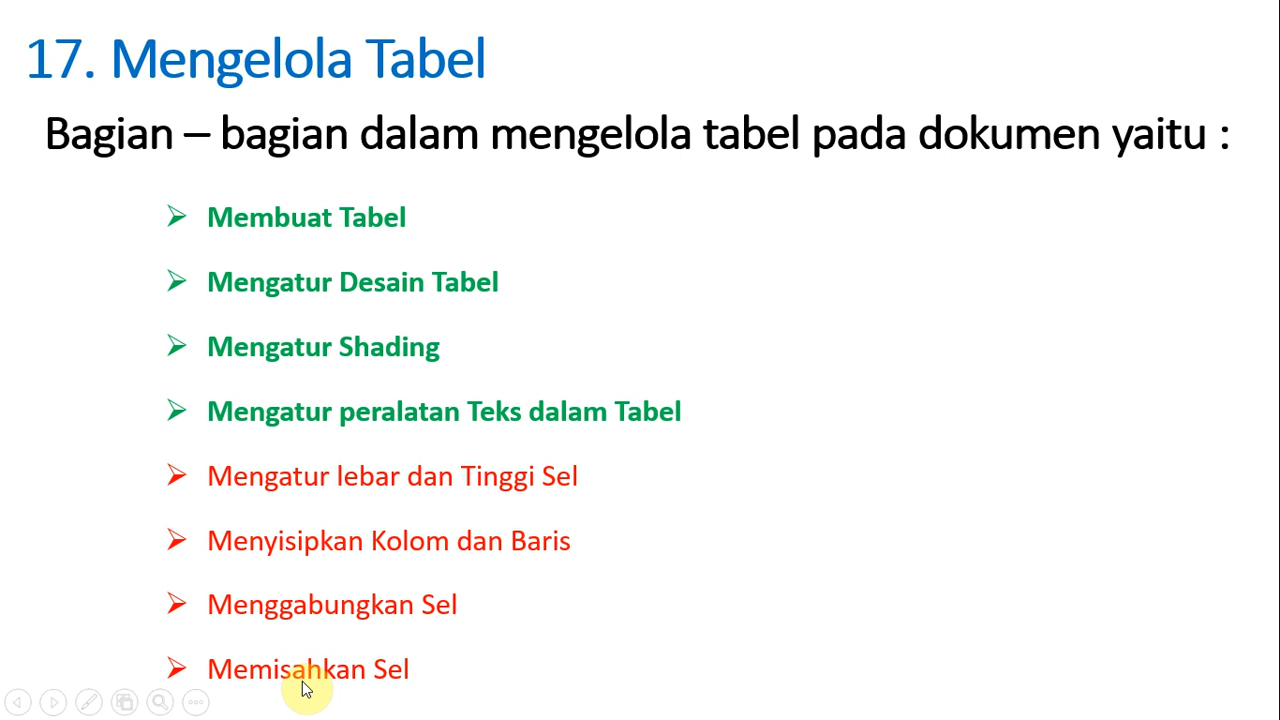 17. Mengelola Tabel
Bagian – bagian dalam mengelola tabel pada dokumen yaitu :
➢ Membuat Tabel
➢ Mengatur Desain Tabel
➢ Mengatur Shading
➢ Mengatur peralatan Teks dalam Tabel
➢ Mengatur lebar dan Tinggi Sel
➢ Menyisipkan Kolom dan Baris
➢ Menggabungkan Sel
➢ Memisahkan Sel